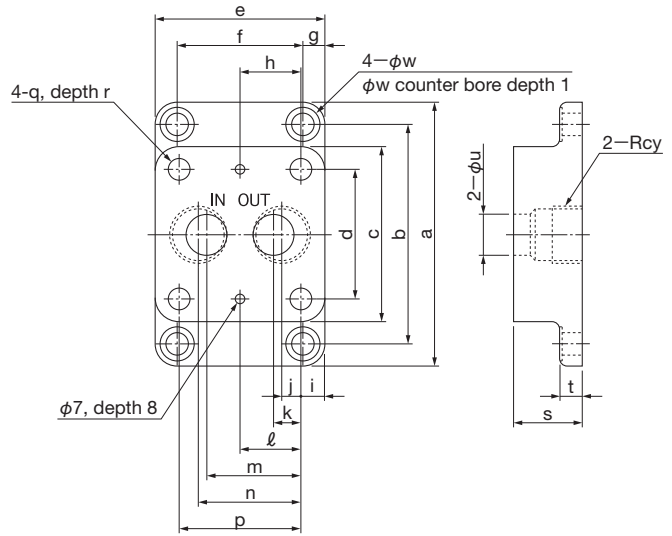 e
f
g
h
4−φw
φw counter bore depth 1
4-q, depth r
2−Rcy
2−φu
IN OUT
d
c
b
a
φ7, depth 8
j
i
k
ℓ
m
n
p
t
s